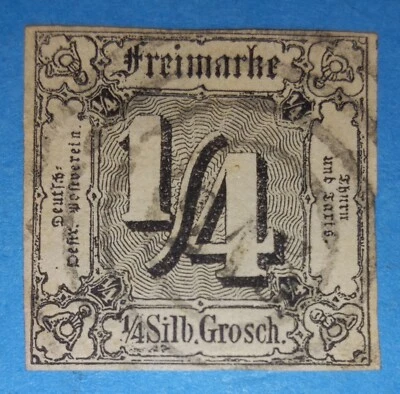 Freimarke
Deutsch-
Oestr. Postverein.
1/4
Thurn
und Taxis.
1/4 Silb. Grosch.